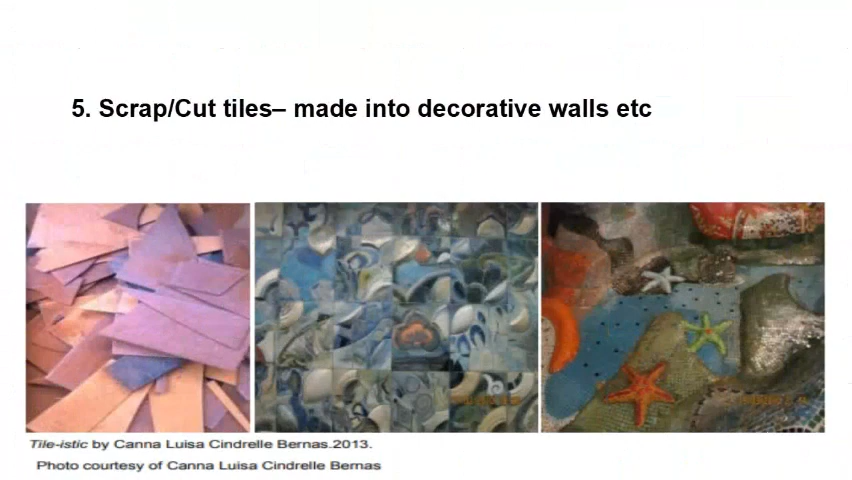 5. Scrap/Cut tiles– made into decorative walls etc
Tile-istic by Canna Luisa Cindrelle Bernas.2013.
Photo courtesy of Canna Luisa Cindrelle Bernas